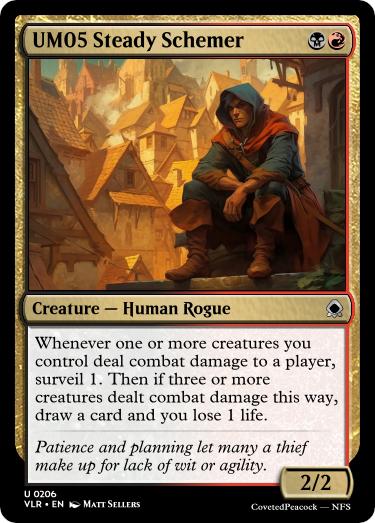 UM05 Steady Schemer
Creature — Human Rogue
Whenever one or more creatures you
control deal combat damage to a player,
surveil 1. Then if three or more
creatures dealt combat damage this way,
draw a card and you lose 1 life.
Patience and planning let many a thief
make up for lack of wit or agility.
2/2
U 0206
VLR • EN Matt Sellers
CovetedPeacock — NFS